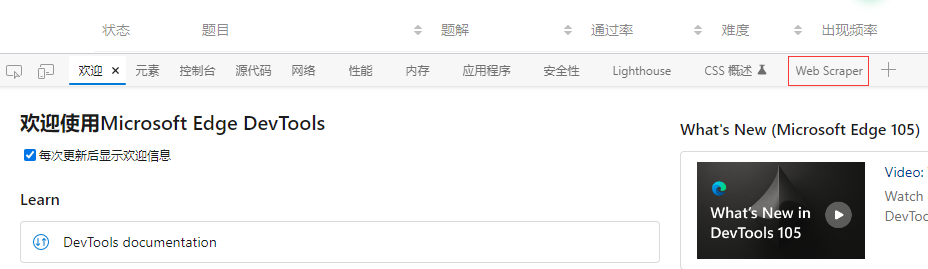 状态 题目 题解 通过率 难度 出现频率
欢迎 元素 控制台 源代码 网络 性能 内存 应用程序 安全性 Lighthouse CSS 概述 Web Scraper
欢迎使用Microsoft Edge DevTools
每次更新后显示欢迎信息
Learn
DevTools documentation
What's New (Microsoft Edge 105)
What's New in
DevTools 105
Video:
Watch